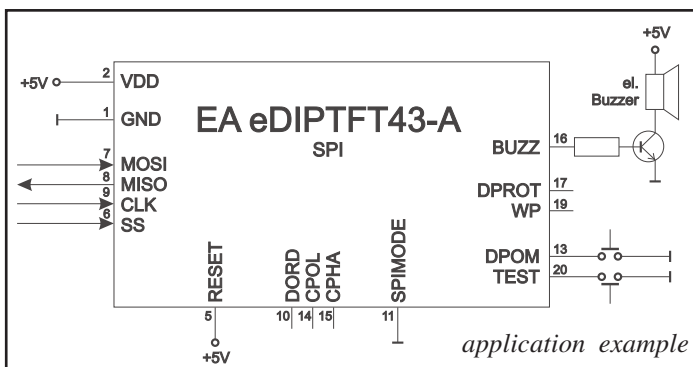 +5V
2
+5V
VDD
el.
Buzzer
1
GND
EA eDIPTFT43-A
SPI
16
BUZZ
7
MOSI
8
MISO
9
CLK
6
SS
DPROT
17
WP
19
DPOM
13
TEST
20
RESET
DORD
CPOL
CPHA
SPIMODE
5
10
14
15
11
+5V
application example